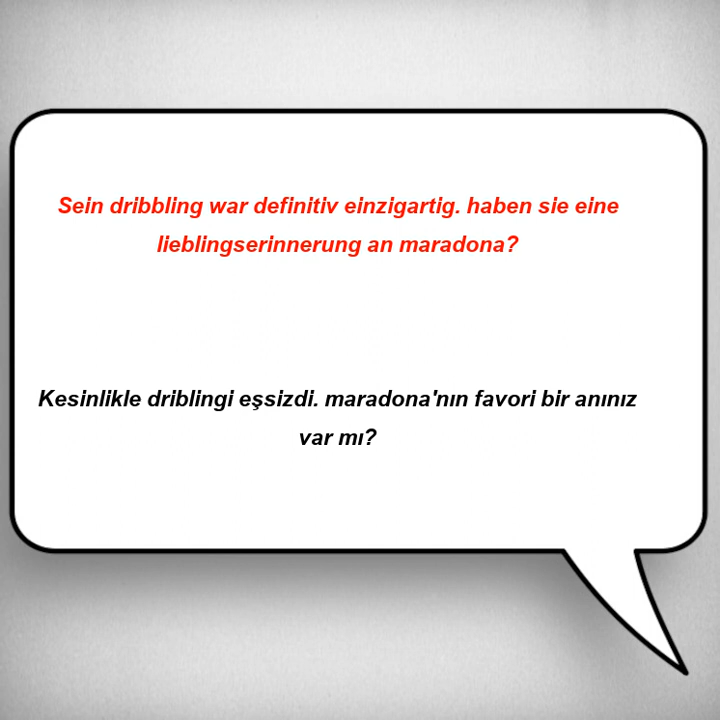 Sein dribbling war definitiv einzigartig. haben sie eine
lieblingserinnerung an maradona?
Kesinlikle driblingi eşsizdi. maradona'nın favori bir anınız
var mı?